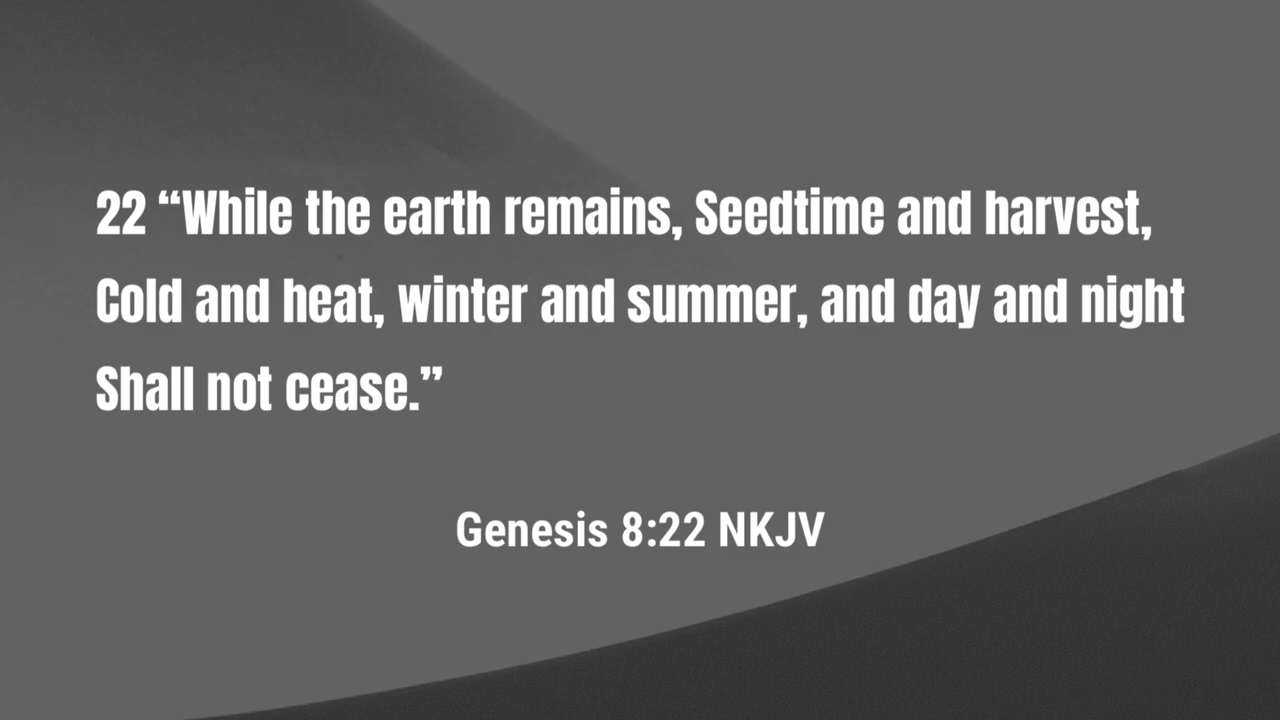 22 “While the earth remains, Seedtime and harvest,
Cold and heat, winter and summer, and day and night
Shall not cease.”
Genesis 8:22 NKJV